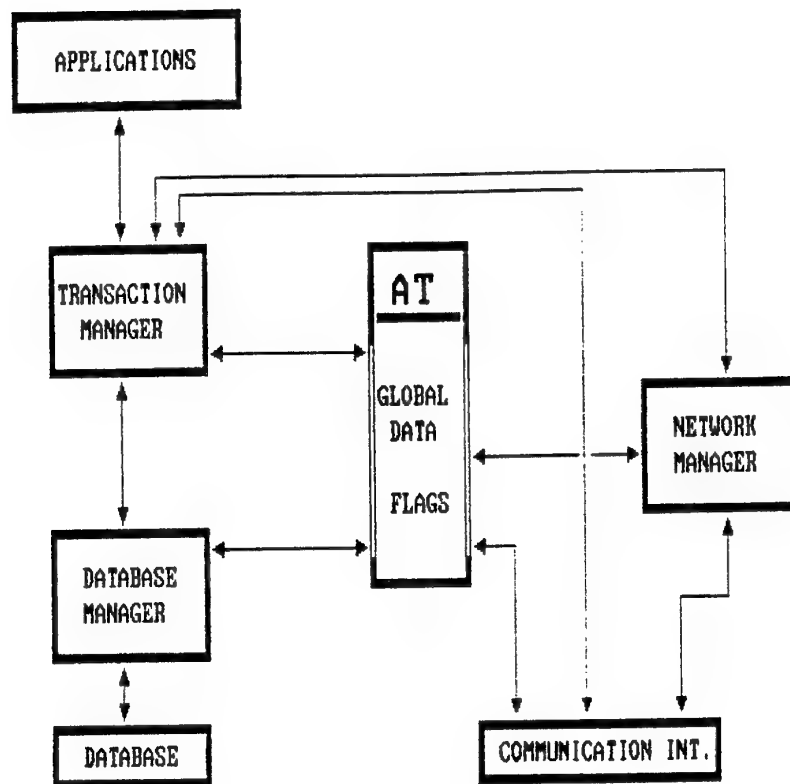 APPLICATIONS
TRANSACTION
MANAGER
AT
GLOBAL
DATA
FLAGS
NETWORK
MANAGER
DATABASE
MANAGER
DATABASE
COMMUNICATION INT.